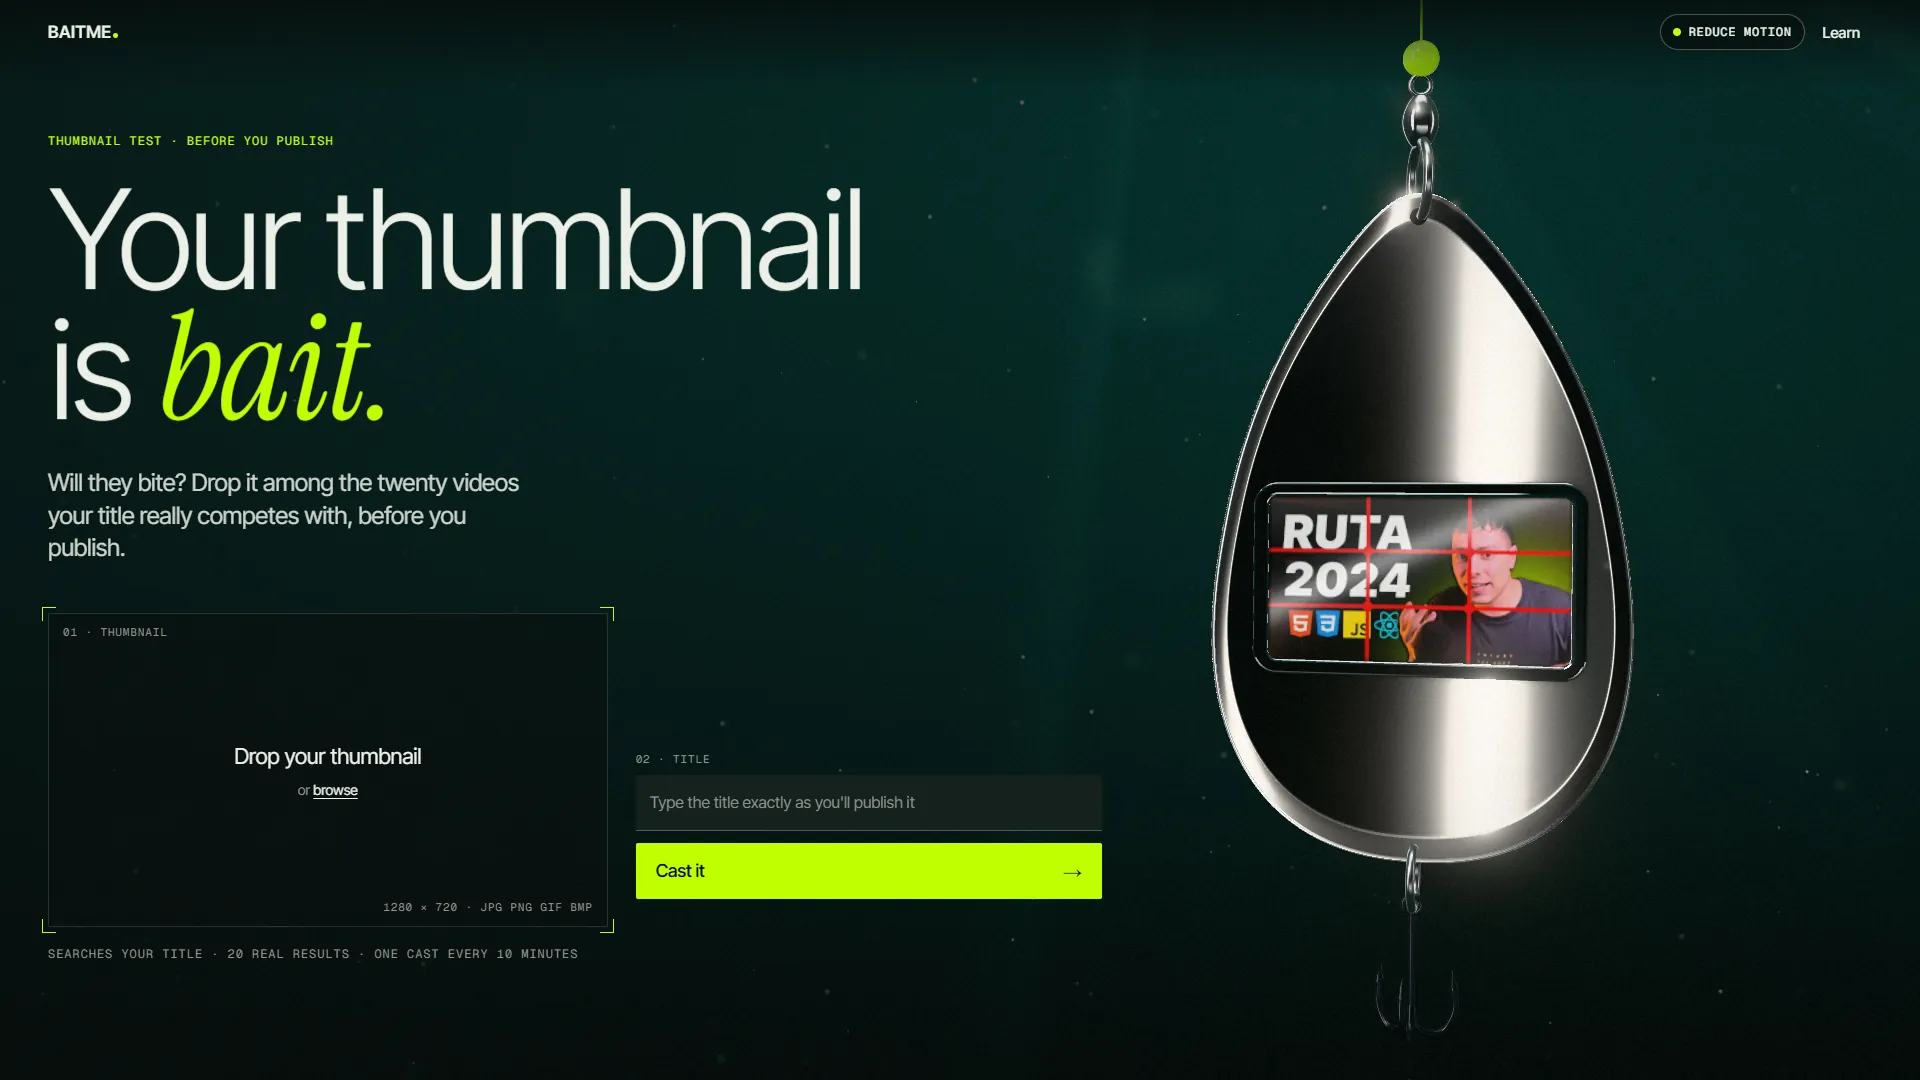 BAITME.
REDUCE MOTION
Learn
THUMBNAIL TEST · BEFORE YOU PUBLISH
Your thumbnail
is bait.
Will they bite? Drop it among the twenty videos
your title really competes with, before you
publish.
01 · THUMBNAIL
Drop your thumbnail
or browse
1280 × 720 · JPG PNG GIF BMP
02 · TITLE
Type the title exactly as you'll publish it
Cast it →
SEARCHES YOUR TITLE · 20 REAL RESULTS · ONE CAST EVERY 10 MINUTES
RUTA
2024
5 3 JS